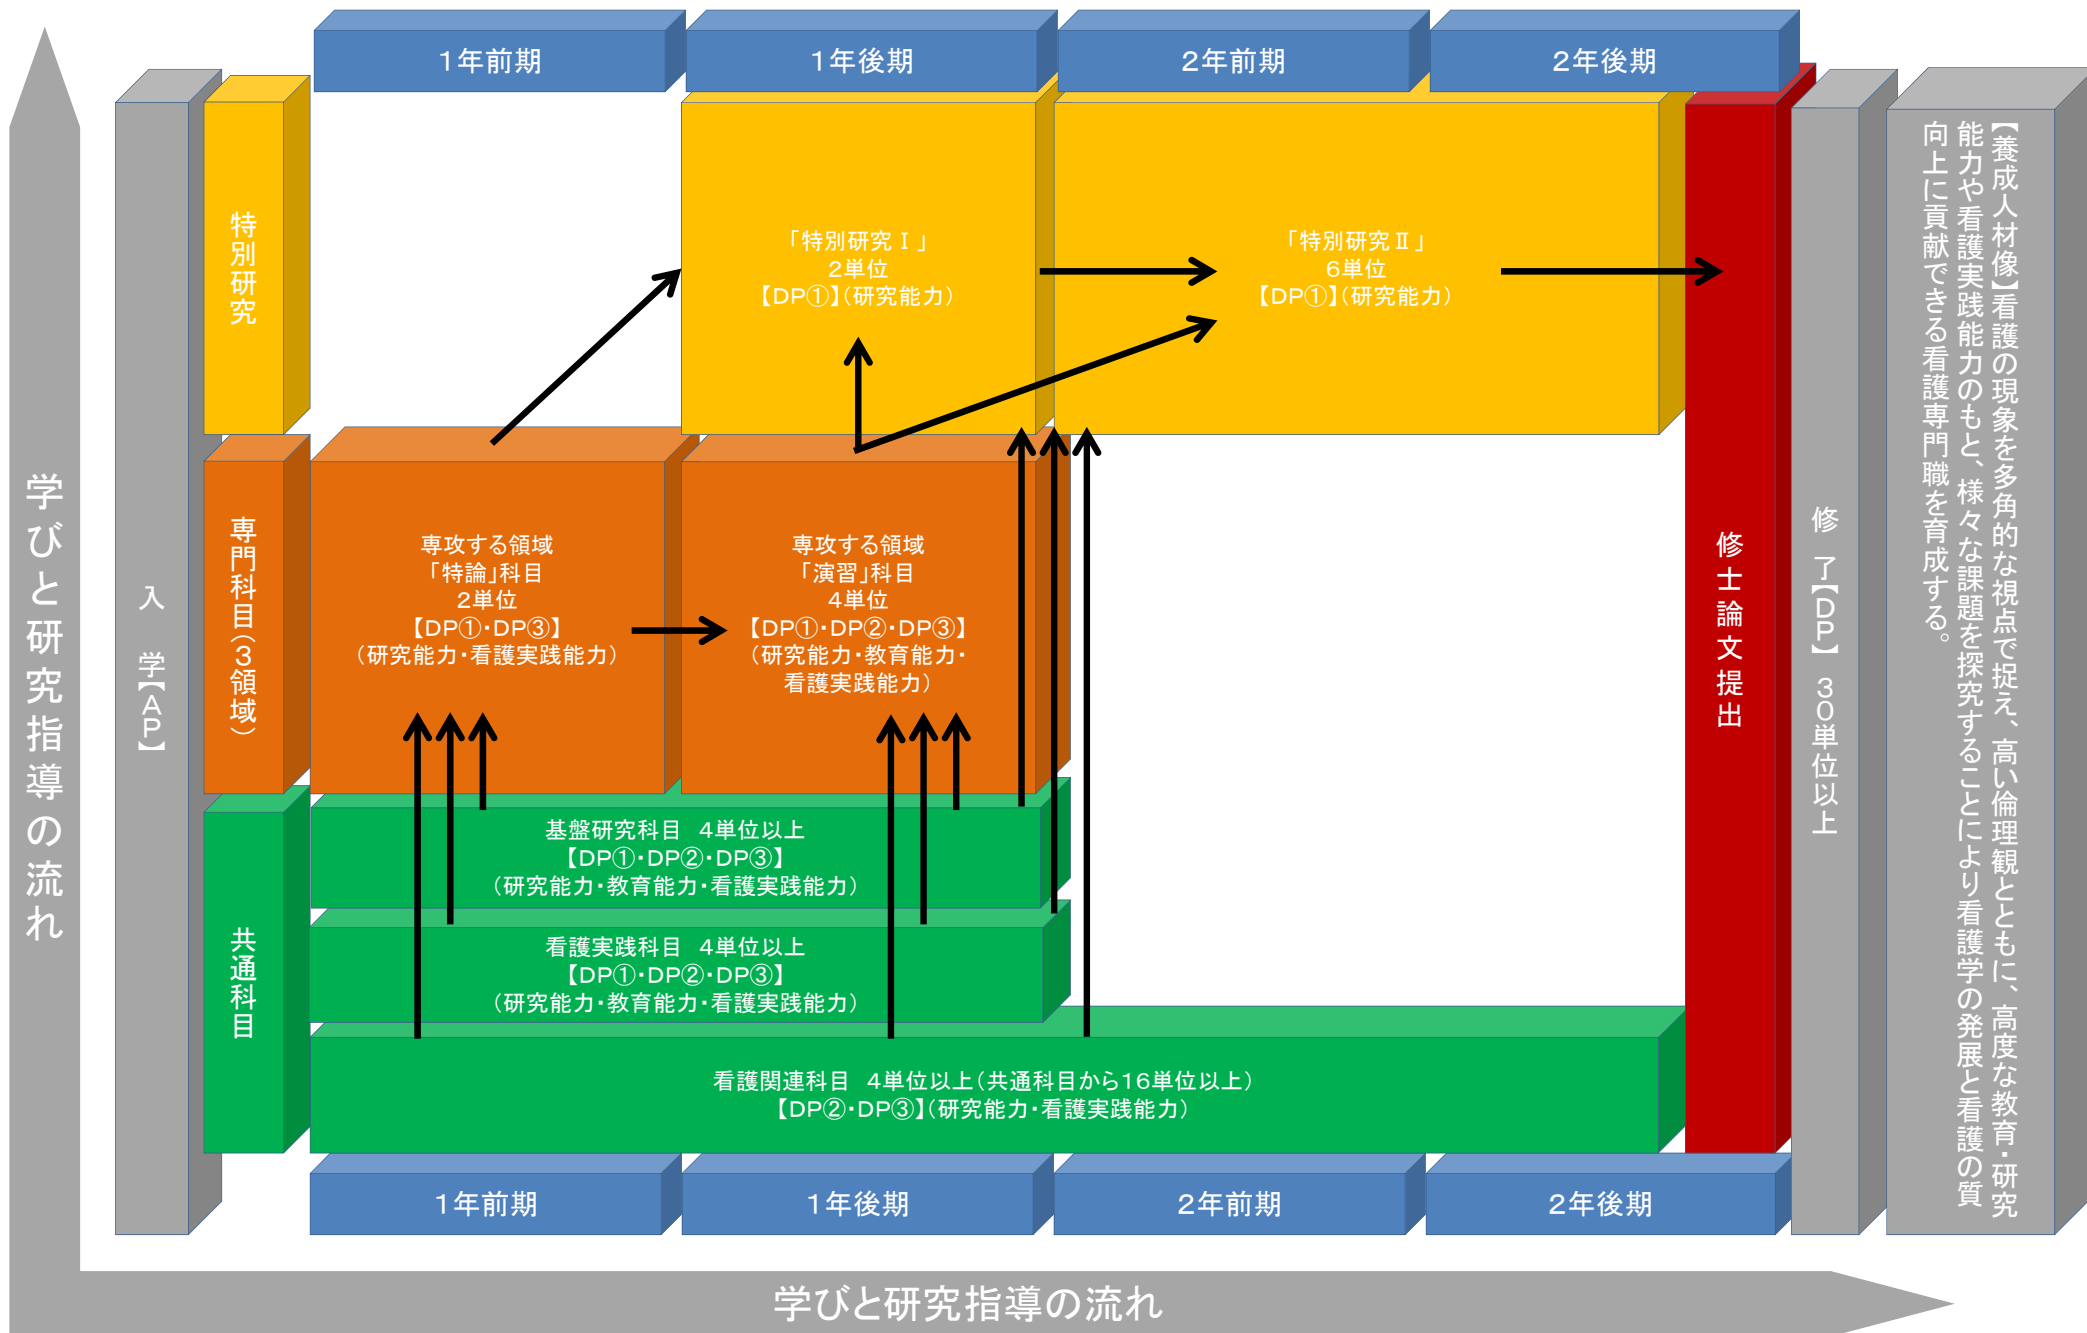 1年前期
1年後期
2年前期
2年後期
学びと研究指導の流れ
入 学【AP】
特別研究
「特別研究Ⅰ」
2単位
【DP①】(研究能力)
「特別研究Ⅱ」
6単位
【DP①】(研究能力)
専門科目(3領域)
専攻する領域
「特論」科目
2単位
【DP①・DP③】
(研究能力・看護実践能力)
専攻する領域
「演習」科目
4単位
【DP①・DP②・DP③】
(研究能力・教育能力・
看護実践能力)
共通科目
基盤研究科目 4単位以上
【DP①・DP②・DP③】
(研究能力・教育能力・看護実践能力)
看護実践科目 4単位以上
【DP①・DP②・DP③】
(研究能力・教育能力・看護実践能力)
看護関連科目 4単位以上(共通科目から16単位以上)
【DP②・DP③】(研究能力・看護実践能力)
修士論文提出
修 了【DP】 30単位以上
【養成人材像】看護の現象を多角的な視点で捉え、高い倫理観とともに、高度な教育・研究
能力や看護実践能力のもと、様々な課題を探究することにより看護学の発展と看護の質
向上に貢献できる看護専門職を育成する。
1年前期
1年後期
2年前期
2年後期
学びと研究指導の流れ